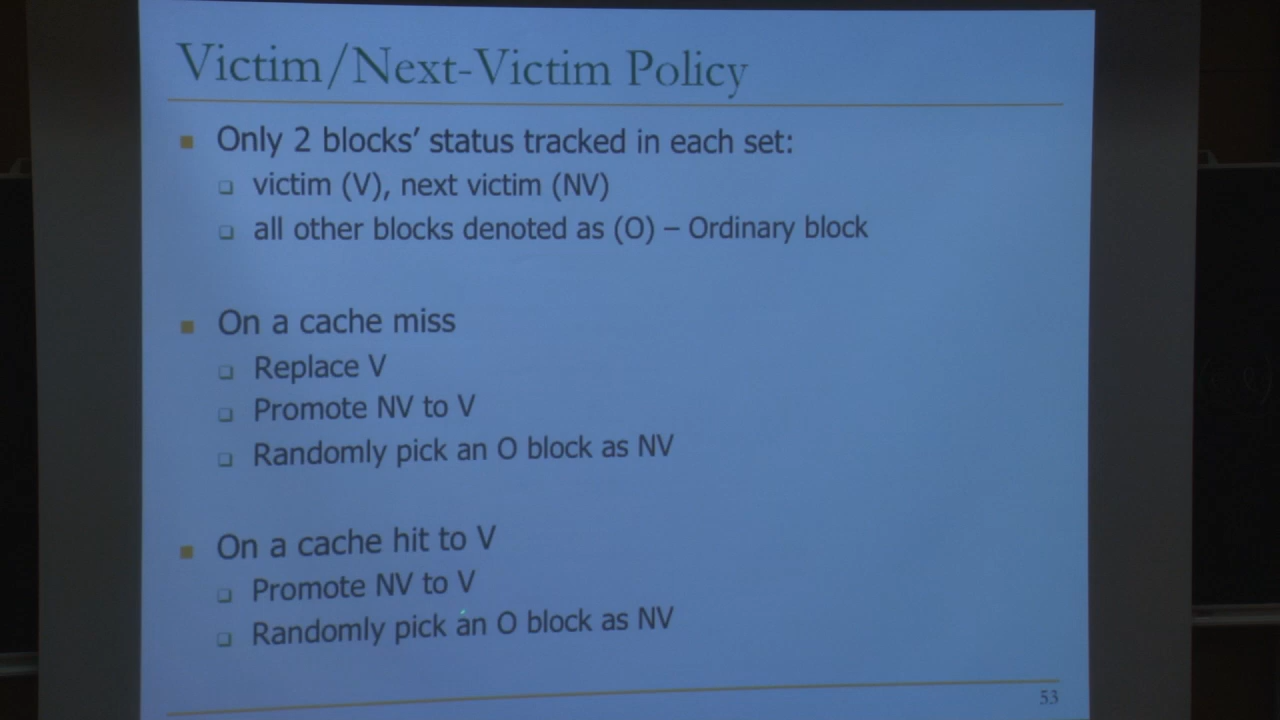 Victim/Next-Victim Policy
Only 2 blocks' status tracked in each set:
victim (V), next victim (NV)
all other blocks denoted as (O) – Ordinary block
On a cache miss
Replace V
Promote NV to V
Randomly pick an O block as NV
On a cache hit to V
Promote NV to V
Randomly pick an O block as NV
53